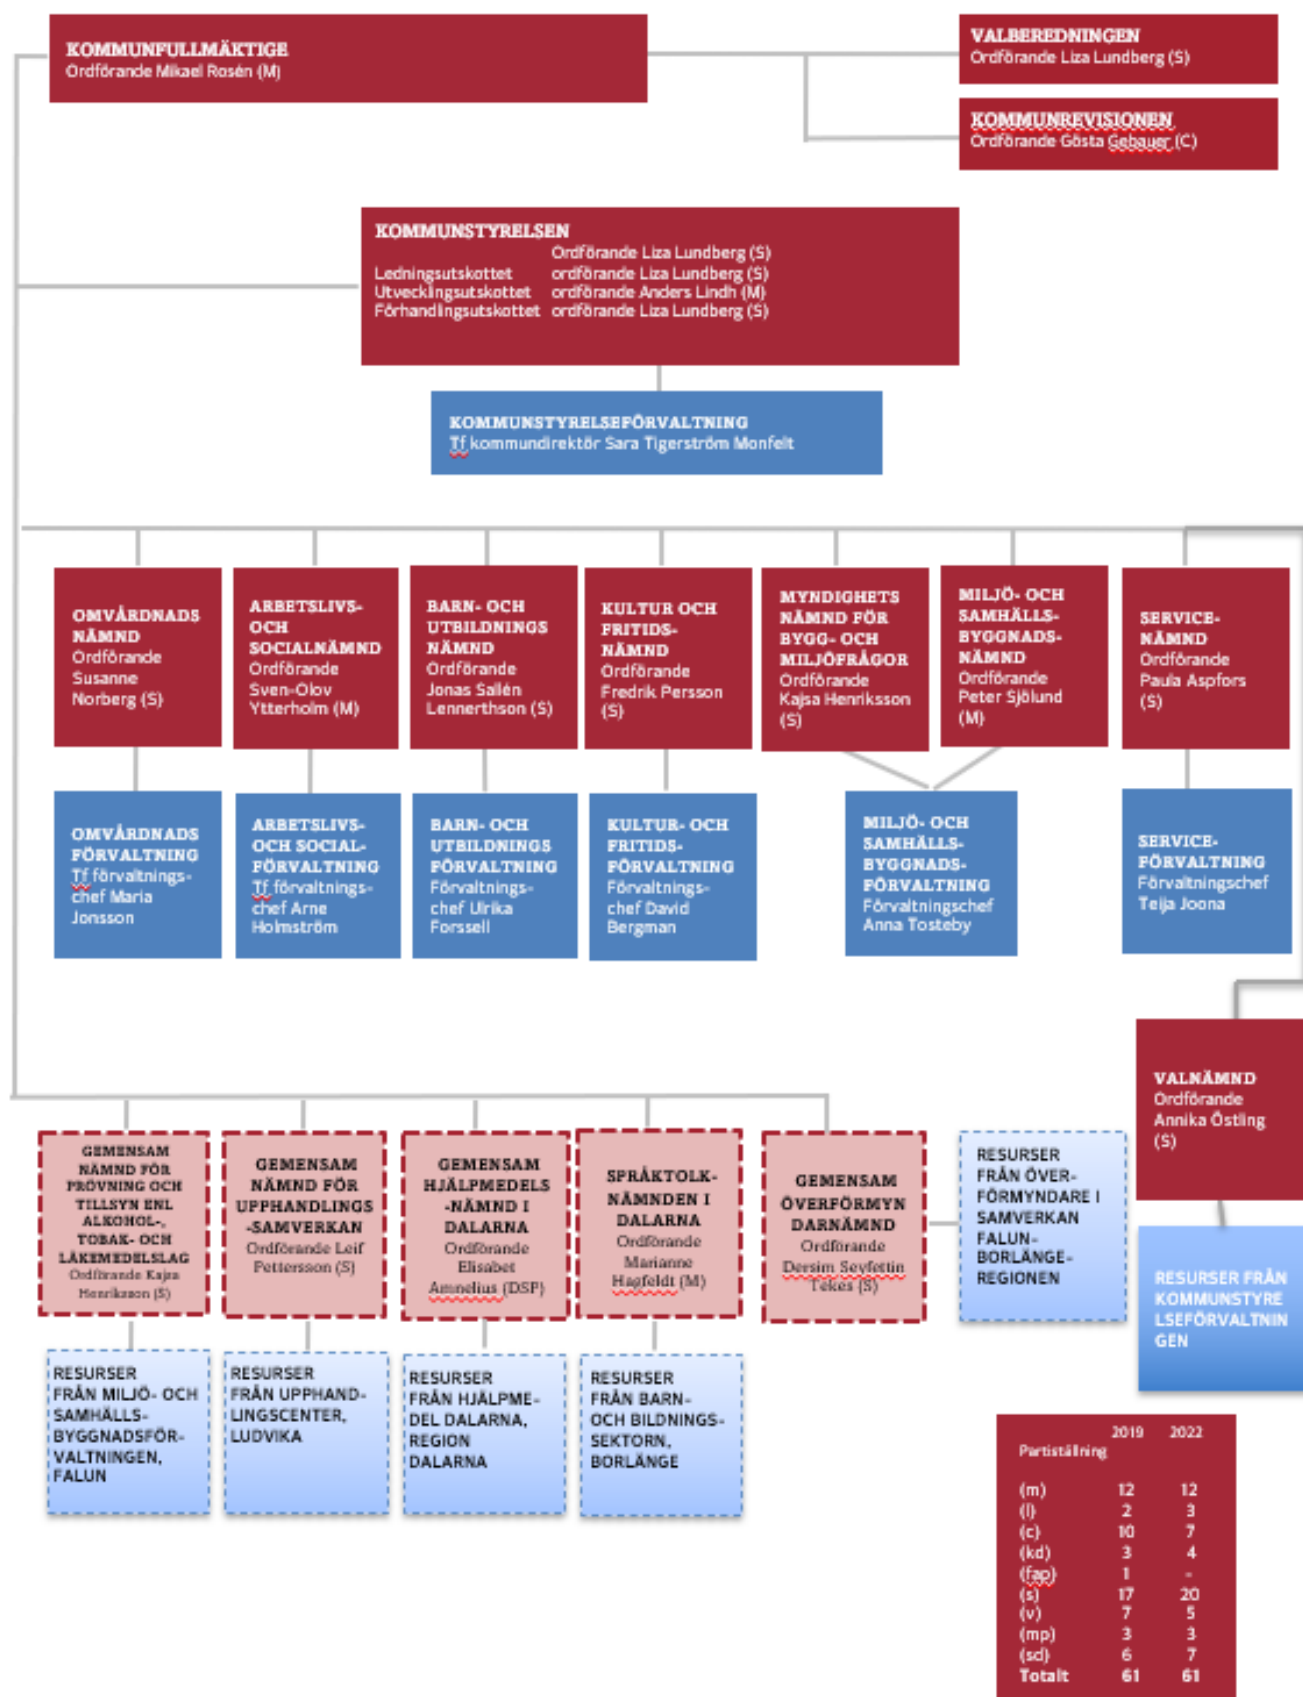 KOMMUNFULLMÄKTIGE
Ordförande Mikael Rosén (M)
VALBEREDNINGEN
Ordförande Liza Lundberg (S)
KOMMUNREVISIONEN
Ordförande Gösta Gebauer (C)
KOMMUNSTYRELSEN
Ordförande Liza Lundberg (S)
Ledningsutskottet ordförande Liza Lundberg (S)
Utvecklingsutskottet ordförande Anders Lindh (M)
Förhandlingsutskottet ordförande Liza Lundberg (S)
KOMMUNSTYRELSEFÖRVALTNING
Tf kommundirektör Sara Tigerström Monfelt
OMVÅRDNADS
NÄMND
Ordförande
Susanne
Norberg (S)
ARBETSLIVS-
OCH
SOCIALNÄMND
Ordförande
Sven-Olov
Ytterholm (M)
BARN- OCH
UTBILDNINGS
NÄMND
Ordförande
Jonas Sallén
Lennerthson (S)
KULTUR OCH
FRITIDS-
NÄMND
Ordförande
Fredrik Persson
(S)
MYNDIGHETS
NÄMND FÖR
BYGG- OCH
MILJÖFRÅGOR
Ordförande
Kajsa Henriksson
(S)
MILJÖ- OCH
SAMHÄLLS-
BYGGNADS-
NÄMND
Ordförande
Peter Sjölund
(M)
SERVICE-
NÄMND
Ordförande
Paula Aspfors
(S)
OMVÅRDNADS
FÖRVALTNING
Tf förvaltnings-
chef Maria
Jonsson
ARBETSLIVS-
OCH SOCIAL-
FÖRVALTNING
Tf förvaltnings-
chef Arne
Holmström
BARN- OCH
UTBILDNINGS
FÖRVALTNING
Förvaltnings-
chef Ulrika
Forssell
KULTUR- OCH
FRITIDS-
FÖRVALTNING
Förvaltnings-
chef David
Bergman
MILJÖ- OCH
SAMHÄLLS-
BYGGNADS-
FÖRVALTNING
Förvaltningschef
Anna Tosteby
SERVICE-
FÖRVALTNING
Förvaltningschef
Teija Joona
VALNÄMND
Ordförande
Annika Östling
(S)
RESURSER FRÅN
KOMMUNSTYRE
LSEFÖRVALTNIN
GEN
GEMENSAM
NÄMND FÖR
PRÖVNING OCH
TILLSYN ENL
ALKOHOL-,
TOBAK- OCH
LÄKEMEDELSLAG
Ordförande Kajsa
Henriksson (S)
GEMENSAM
NÄMND FÖR
UPPHANDLINGS
-SAMVERKAN
Ordförande Leif
Pettersson (S)
GEMENSAM
HJÄLPMEDELS
-NÄMND I
DALARNA
Ordförande
Elisabet
Amnelius (DSP)
SPRÅKTOLK-
NÄMNDEN I
DALARNA
Ordförande
Marianne
Hagfeldt (M)
GEMENSAM
ÖVERFÖRMYN
DARNÄMND
Ordförande
Dersim Seyfettin
Tekes (S)
RESURSER
FRÅN ÖVER-
FÖRMYNDARE I
SAMVERKAN
FALUN-
BORLÄNGE-
REGIONEN
RESURSER
FRÅN MILJÖ- OCH
SAMHÄLLS-
BYGGNADSFÖR-
VALTNINGEN,
FALUN
RESURSER
FRÅN UPPHAND-
LINGSCENTER,
LUDVIKA
RESURSER
FRÅN HJÄLPME-
DEL DALARNA,
REGION
DALARNA
RESURSER
FRÅN BARN-
OCH BILDNINGS-
SEKTORN,
BORLÄNGE
2019 2022
Partiställning
(m) 12 12
(l) 2 3
(c) 10 7
(kd) 3 4
(fap) 1 -
(s) 17 20
(v) 7 5
(mp) 3 3
(sd) 6 7
Totalt 61 61